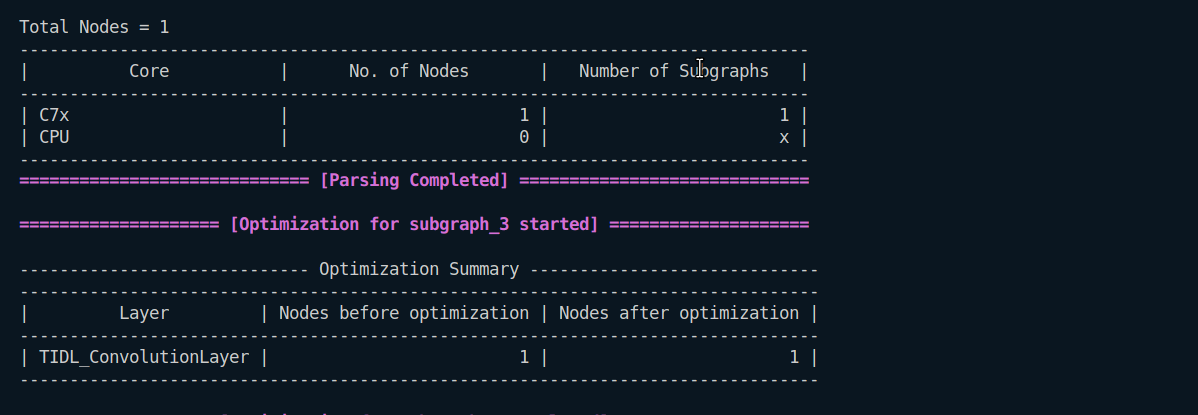 Total Nodes = 1
-------------------------------------------------------------------------------
|          Core           |      No. of Nodes       |   Number of Subgraphs   |
-------------------------------------------------------------------------------
| C7x                     |                       1 |                       1 |
| CPU                     |                       0 |                       x |
-------------------------------------------------------------------------------
============================= [Parsing Completed] =============================
==================== [Optimization for subgraph_3 started] ====================
----------------------------- Optimization Summary -----------------------------
--------------------------------------------------------------------------------
|         Layer         | Nodes before optimization | Nodes after optimization |
--------------------------------------------------------------------------------
| TIDL_ConvolutionLayer |                         1 |                        1 |
--------------------------------------------------------------------------------